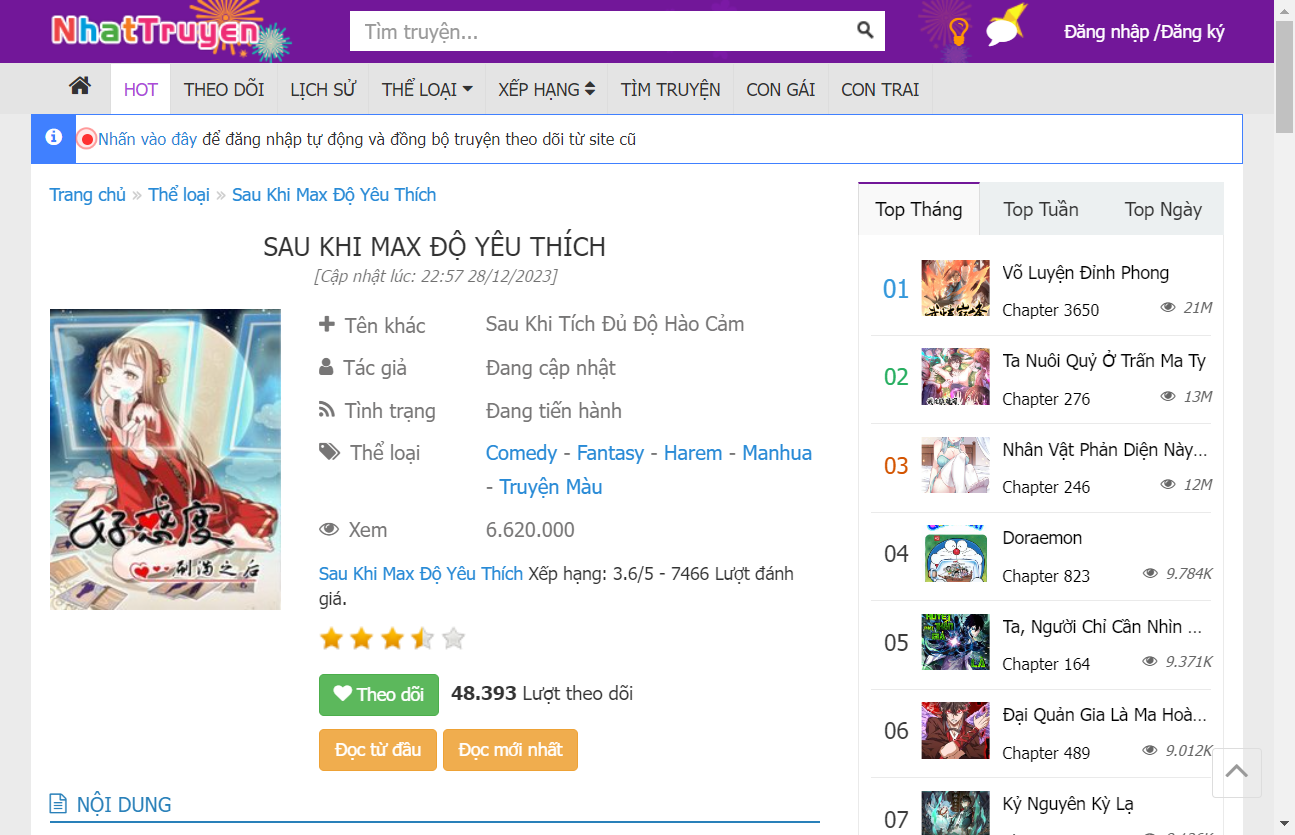 NhatTruyen
Tìm truyện...
Đăng nhập /Đăng ký
HOT
THEO DÕI
LỊCH SỬ
THỂ LOẠI
XẾP HẠNG
TÌM TRUYỆN
CON GÁI
CON TRAI
Nhấn vào đây để đăng nhập tự động và đồng bộ truyện theo dõi từ site cũ
Trang chủ » Thể loại » Sau Khi Max Độ Yêu Thích
SAU KHI MAX ĐỘ YÊU THÍCH
[Cập nhật lúc: 22:57 28/12/2023]
好感度
刷满之后
Tên khác Sau Khi Tích Đủ Độ Hào Cảm
Tác giả Đang cập nhật
Tình trạng Đang tiến hành
Thể loại Comedy - Fantasy - Harem - Manhua
- Truyện Màu
Xem 6.620.000
Sau Khi Max Độ Yêu Thích Xếp hạng: 3.6/5 - 7466 Lượt đánh
giá.
Theo dõi 48.393 Lượt theo dõi
Đọc từ đầu Đọc mới nhất
NỘI DUNG
Top Tháng Top Tuần Top Ngày
01 Võ Luyện Đỉnh Phong
Chapter 3650 21M
02 Ta Nuôi Quỷ Ở Trấn Ma Ty
Chapter 276 13M
03 Nhân Vật Phản Diện Này...
Chapter 246 12M
04 Doraemon
Chapter 823 9.784K
05 Ta, Người Chỉ Cần Nhìn ...
Chapter 164 9.371K
06 Đại Quản Gia Là Ma Hoà...
Chapter 489 9.012K
07 Kỷ Nguyên Kỳ Lạ